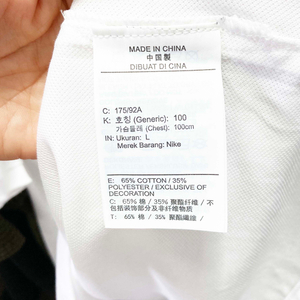 MADE IN CHINA
中国製
DIBUAT DI CINA
C: 175/92A
K: 호칭 (Generic): 100
가슴둘레 (Chest): 100cm
IN: Ukuran: L
Merek Barang: Nike
E: 65% COTTON / 35%
POLYESTER / EXCLUSIVE OF
DECORATION
C: 65% 棉 / 35% 聚酯纤维 / 不
包括装饰部分及非纤维部分
T: 65% 棉 / 35% 聚酯纖維 /